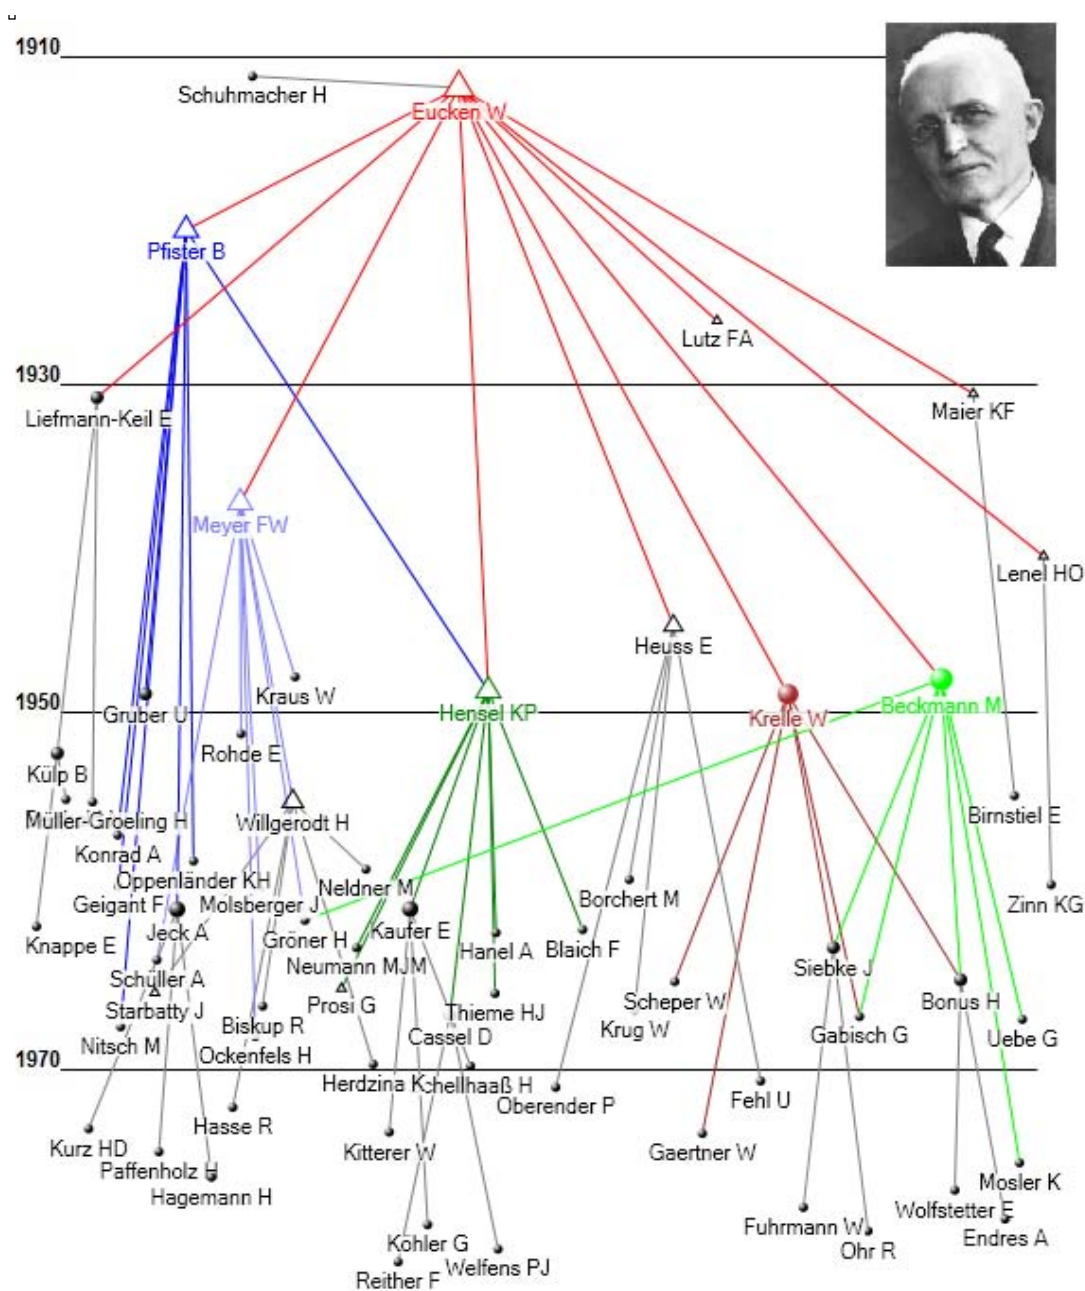 1910
Schuhmacher H
Eucken W
Pfister B
Lutz FA
1930
Maier KF
Liefmann-Keil E
Meyer FW
Lenel HO
Heuss E
Kraus W
1950
Gruber U
Hensel KP
Krelle W
Beckmann M
Rohde E
Külp B
Müller-Groeling H
Willgerodt H
Birnstiel E
Konrad A
Oppenländer KH
Neldner M
Geigant F
Molsberger J
Borchert M
Zinn KG
Jeck A
Kaufer E
Knappe E
Gröner H
Hanel A
Blaich F
Neumann MJM
Siebke J
Schüller A
Starbatty J
Prosi G
Thieme HJ
Scheper W
Bonus H
Biskup R
Krug W
Gabisch G
Uebe G
Nitsch M
Ockenfels H
Cassel D
1970
Herdzina K
chellhaaß H
Oberender P
Fehl U
Hasse R
Kurz HD
Kitterer W
Gaertner W
Paffenholz H
Hagemann H
Mosler K
Wolfstetter E
Fuhrmann W
Endres A
Köhler G
Ohr R
Welfens PJ
Reither F